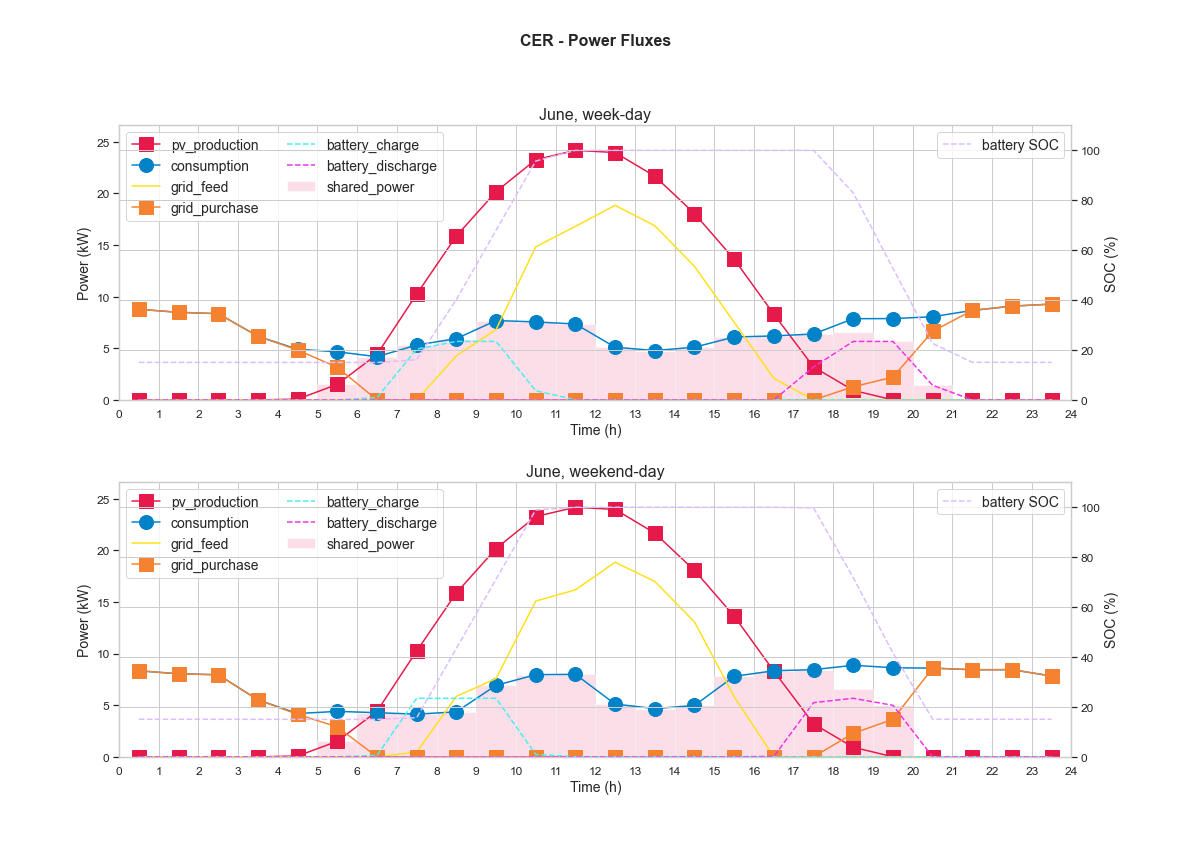 CER - Power Fluxes
June, week-day
pv_production
consumption
grid_feed
grid_purchase
battery_charge
battery_discharge
shared_power
battery SOC
Power (kW)
25
20
15
10
5
0
SOC (%)
100
80
60
40
20
0
0 1 2 3 4 5 6 7 8 9 10 11 12 13 14 15 16 17 18 19 20 21 22 23 24
Time (h)
June, weekend-day
pv_production
consumption
grid_feed
grid_purchase
battery_charge
battery_discharge
shared_power
battery SOC
Power (kW)
25
20
15
10
5
0
SOC (%)
100
80
60
40
20
0
0 1 2 3 4 5 6 7 8 9 10 11 12 13 14 15 16 17 18 19 20 21 22 23 24
Time (h)